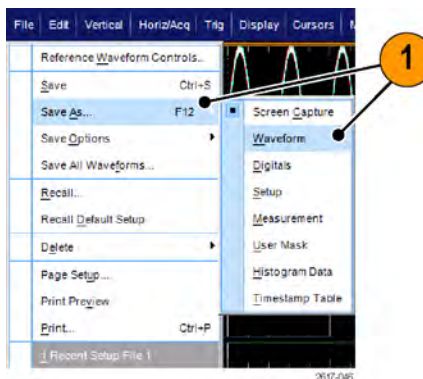 File Edit Vertical Horiz/Acq Trig Display Cursors
Reference Waveform Controls...
Save Ctrl+S
Save As... F12
Save Options
Save All Waveforms...
Recall...
Recall Default Setup
Delete
Page Setup...
Print Preview
Print... Ctrl+P
1 Recent Setup File 1
Screen Capture
Waveform
Digitals
Setup
Measurement
User Mask
Histogram Data
Timestamp Table
1
2617-046